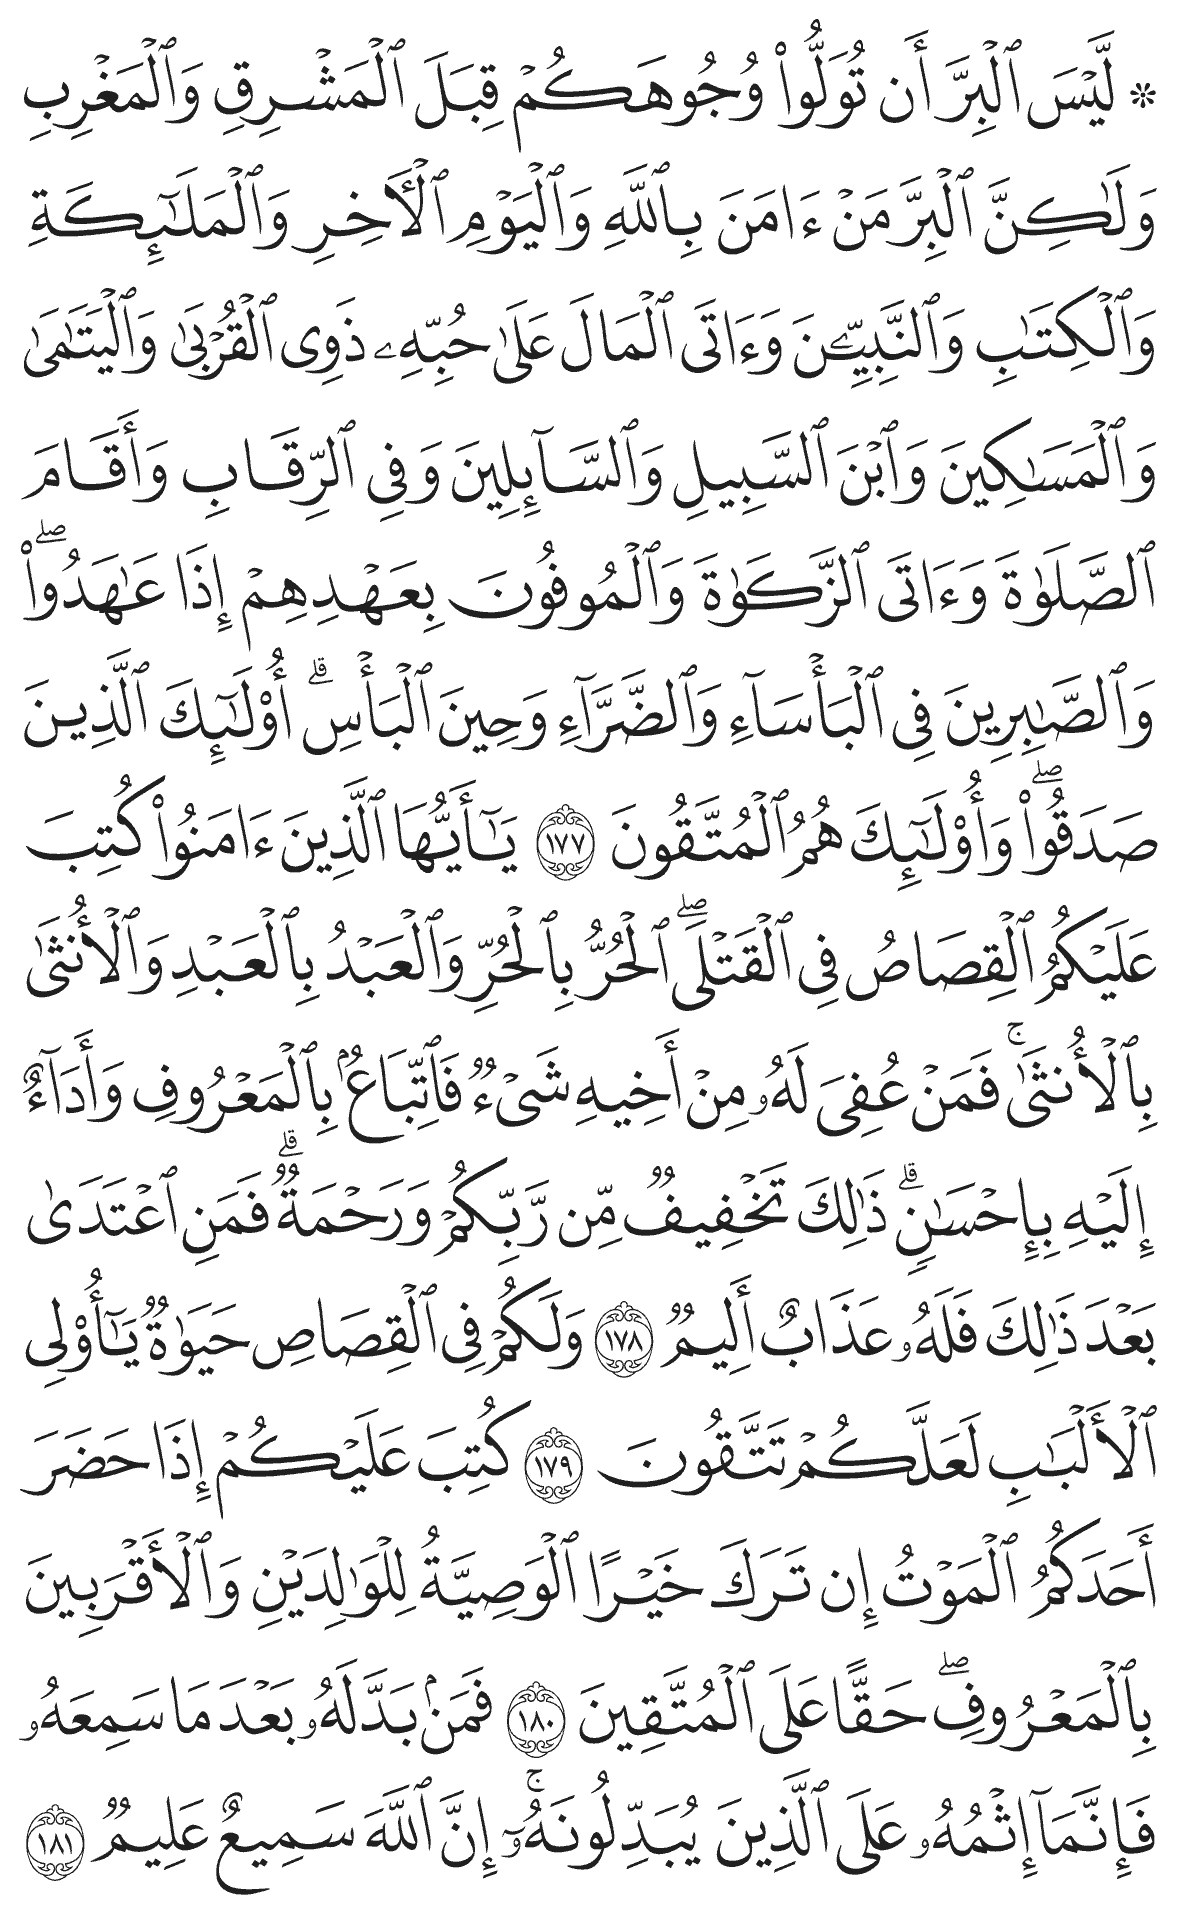 ۞ لَّيۡسَ ٱلۡبِرَّ أَن تُوَلُّواْ وُجُوهَكُمۡ قِبَلَ ٱلۡمَشۡرِقِ وَٱلۡمَغۡرِبِ
وَلَٰكِنَّ ٱلۡبِرَّ مَنۡ ءَامَنَ بِٱللَّهِ وَٱلۡيَوۡمِ ٱلۡأٓخِرِ وَٱلۡمَلَٰٓئِكَةِ
وَٱلۡكِتَٰبِ وَٱلنَّبِيِّـۧنَ وَءَاتَى ٱلۡمَالَ عَلَىٰ حُبِّهِۦ ذَوِي ٱلۡقُرۡبَىٰ وَٱلۡيَتَٰمَىٰ
وَٱلۡمَسَٰكِينَ وَٱبۡنَ ٱلسَّبِيلِ وَٱلسَّآئِلِينَ وَفِي ٱلرِّقَابِ وَأَقَامَ
ٱلصَّلَوٰةَ وَءَاتَى ٱلزَّكَوٰةَ وَٱلۡمُوفُونَ بِعَهۡدِهِمۡ إِذَا عَٰهَدُواْۖ
وَٱلصَّٰبِرِينَ فِي ٱلۡبَأۡسَآءِ وَٱلضَّرَّآءِ وَحِينَ ٱلۡبَأۡسِۗ أُوْلَٰٓئِكَ ٱلَّذِينَ
صَدَقُواْۖ وَأُوْلَٰٓئِكَ هُمُ ٱلۡمُتَّقُونَ ١٧٧ يَٰٓأَيُّهَا ٱلَّذِينَ ءَامَنُواْ كُتِبَ
عَلَيۡكُمُ ٱلۡقِصَاصُ فِي ٱلۡقَتۡلَىۖ ٱلۡحُرُّ بِٱلۡحُرِّ وَٱلۡعَبۡدُ بِٱلۡعَبۡدِ وَٱلۡأُنثَىٰ
بِٱلۡأُنثَىٰۚ فَمَنۡ عُفِيَ لَهُۥ مِنۡ أَخِيهِ شَيۡءٞ فَٱتِّبَاعُۢ بِٱلۡمَعۡرُوفِ وَأَدَآءٌ
إِلَيۡهِ بِإِحۡسَٰنٖۗ ذَٰلِكَ تَخۡفِيفٞ مِّن رَّبِّكُمۡ وَرَحۡمَةٞۗ فَمَنِ ٱعۡتَدَىٰ
بَعۡدَ ذَٰلِكَ فَلَهُۥ عَذَابٌ أَلِيمٞ ١٧٨ وَلَكُمۡ فِي ٱلۡقِصَاصِ حَيَوٰةٞ يَٰٓأُوْلِي
ٱلۡأَلۡبَٰبِ لَعَلَّكُمۡ تَتَّقُونَ ١٧٩ كُتِبَ عَلَيۡكُمۡ إِذَا حَضَرَ
أَحَدَكُمُ ٱلۡمَوۡتُ إِن تَرَكَ خَيۡرًا ٱلۡوَصِيَّةُ لِلۡوَٰلِدَيۡنِ وَٱلۡأَقۡرَبِينَ
بِٱلۡمَعۡرُوفِۖ حَقًّا عَلَى ٱلۡمُتَّقِينَ ١٨٠ فَمَنۢ بَدَّلَهُۥ بَعۡدَ مَا سَمِعَهُۥ
فَإِنَّمَآ إِثۡمُهُۥ عَلَى ٱلَّذِينَ يُبَدِّلُونَهُۥٓۚ إِنَّ ٱللَّهَ سَمِيعٌ عَلِيمٞ ١٨١